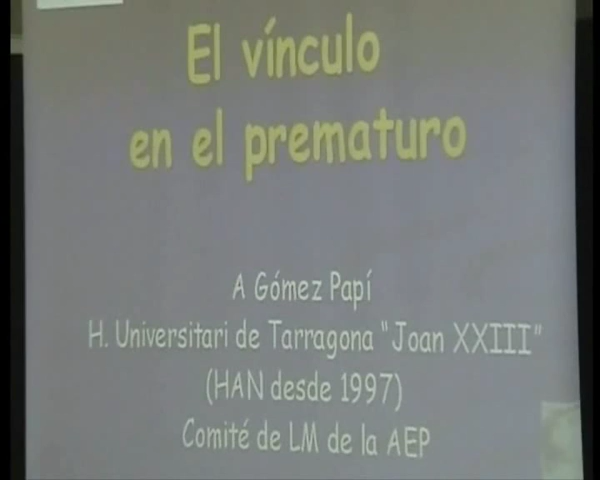 El vínculo
en el prematuro
A Gómez Papí
H. Universitari de Tarragona "Joan XXIII"
(HAN desde 1997)
Comité de LM de la AEP